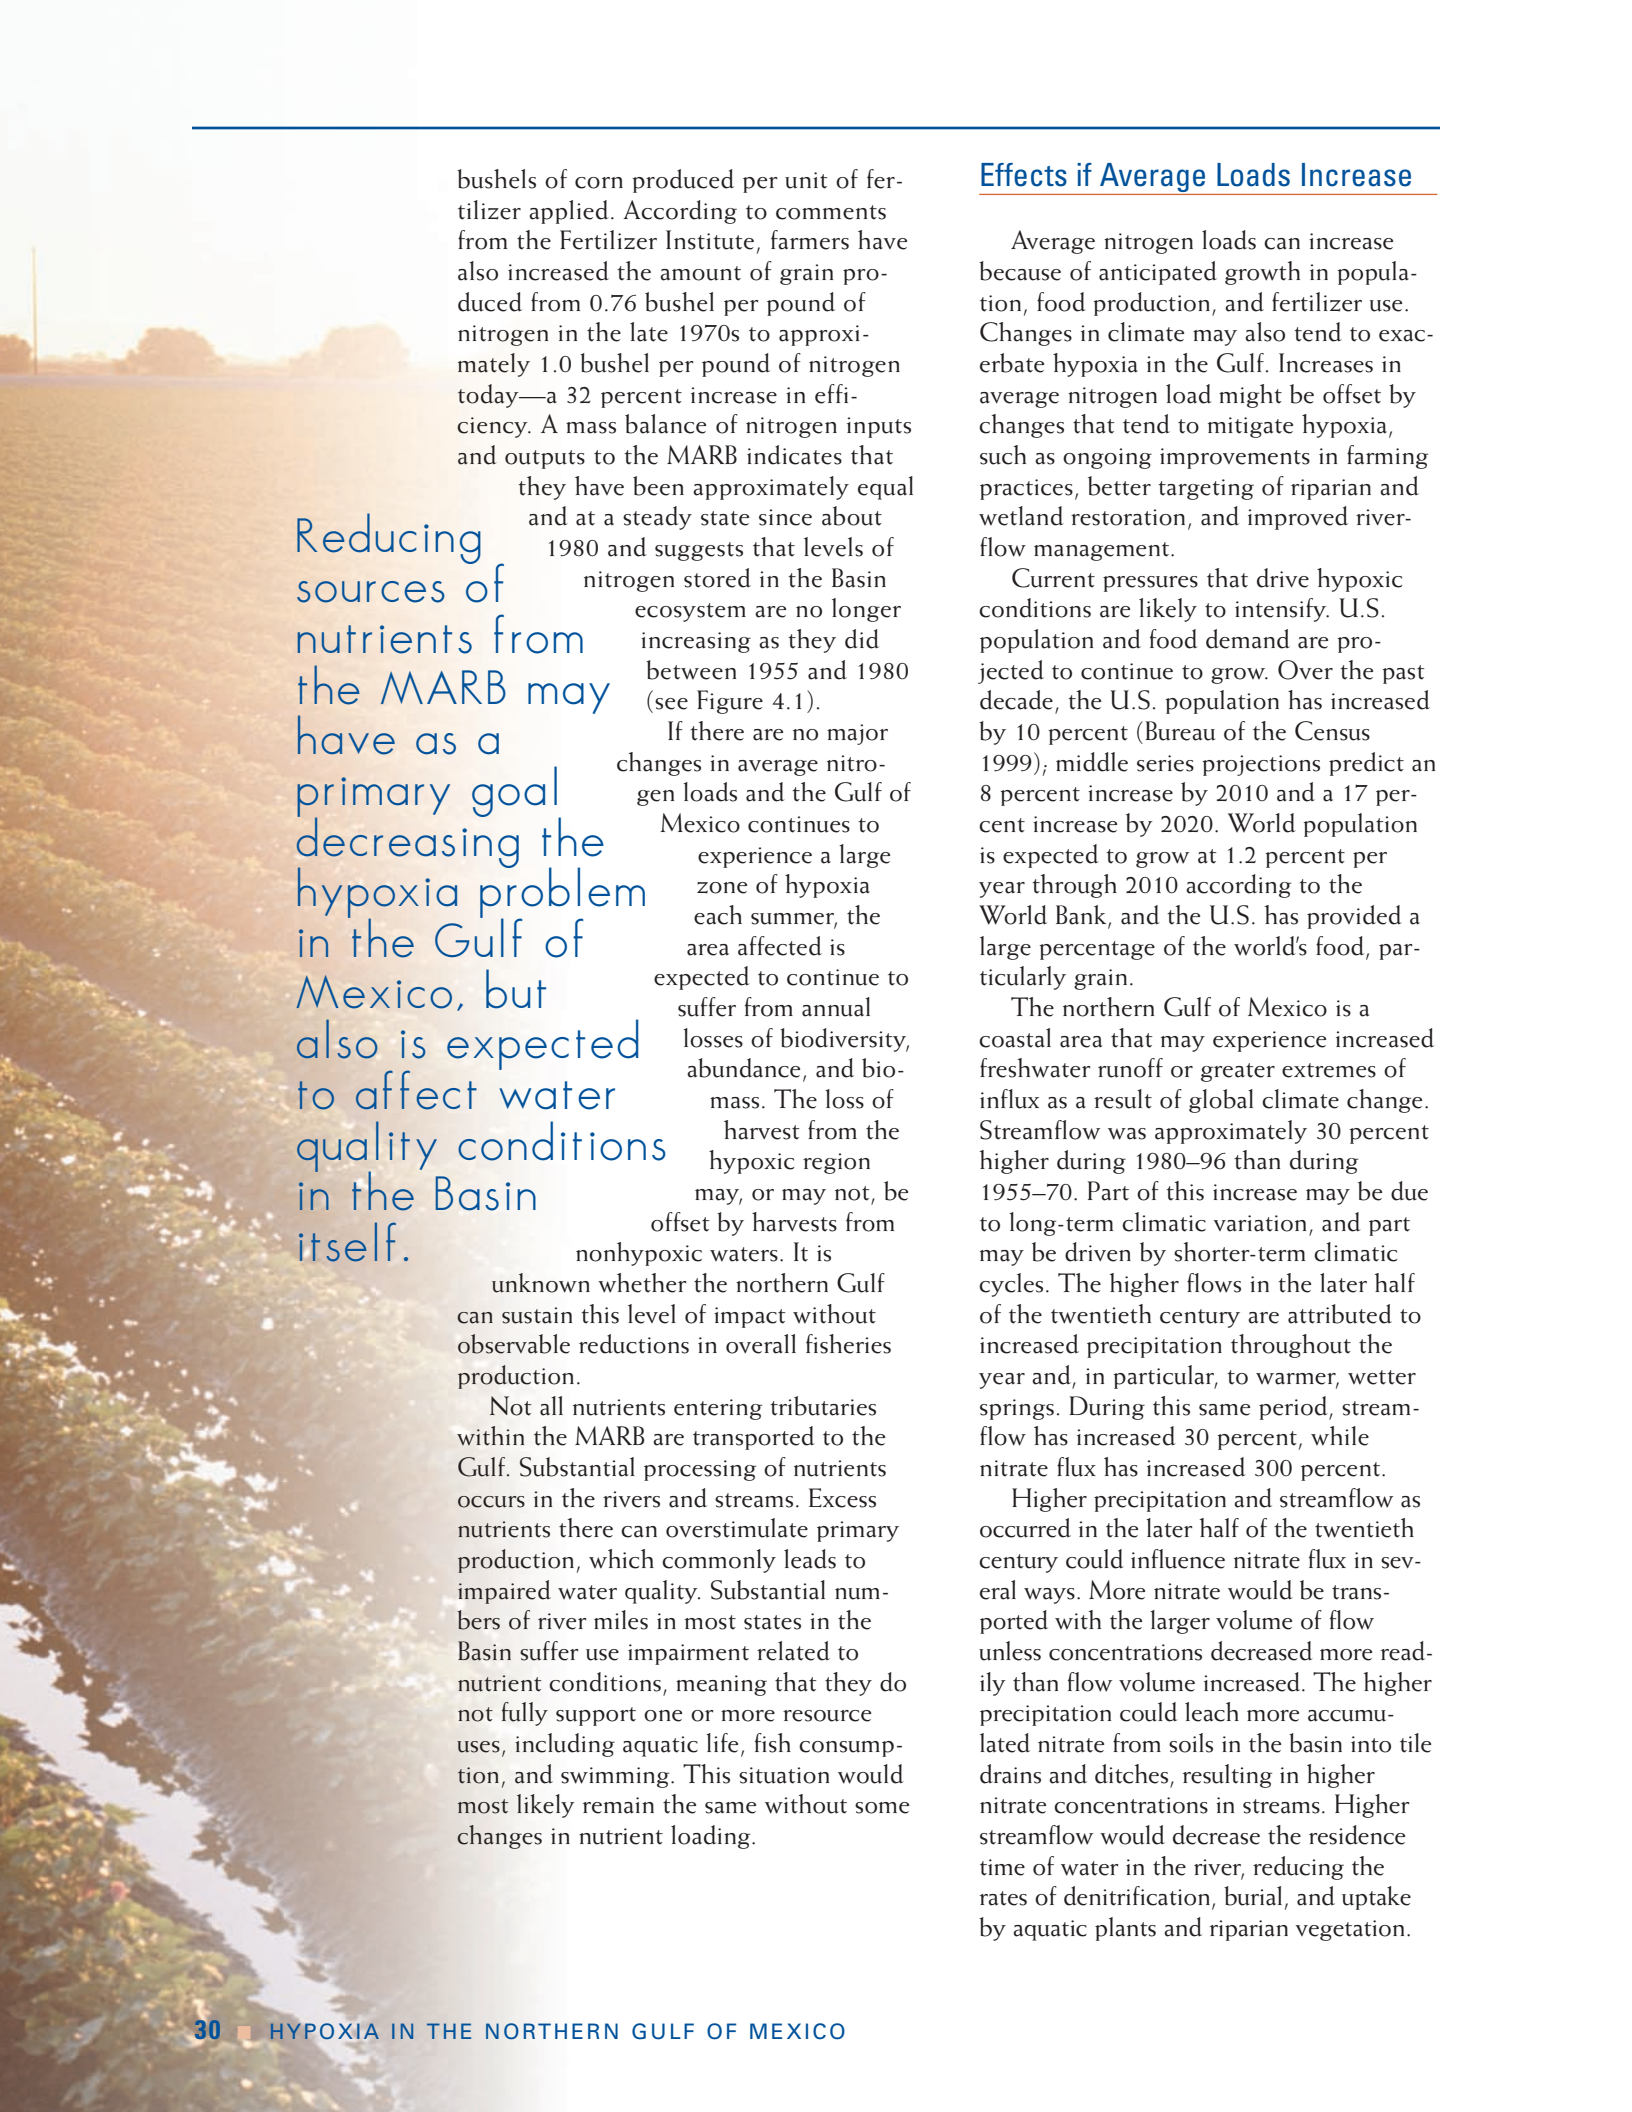 bushels of corn produced per unit of fer-
tilizer applied. According to comments
from the Fertilizer Institute, farmers have
also increased the amount of grain pro-
duced from 0.76 bushel per pound of
nitrogen in the late 1970s to approxi-
mately 1.0 bushel per pound of nitrogen
today—a 32 percent increase in effi-
ciency. A mass balance of nitrogen inputs
and outputs to the MARB indicates that
they have been approximately equal
and at a steady state since about
1980 and suggests that levels of
nitrogen stored in the Basin
ecosystem are no longer
increasing as they did
between 1955 and 1980
(see Figure 4.1).
If there are no major
changes in average nitro-
gen loads and the Gulf of
Mexico continues to
experience a large
zone of hypoxia
each summer, the
area affected is
expected to continue to
suffer from annual
losses of biodiversity,
abundance, and bio-
mass. The loss of
harvest from the
hypoxic region
may, or may not, be
offset by harvests from
nonhypoxic waters. It is
unknown whether the northern Gulf
can sustain this level of impact without
observable reductions in overall fisheries
production.
Not all nutrients entering tributaries
within the MARB are transported to the
Gulf. Substantial processing of nutrients
occurs in the rivers and streams. Excess
nutrients there can overstimulate primary
production, which commonly leads to
impaired water quality. Substantial num-
bers of river miles in most states in the
Basin suffer use impairment related to
nutrient conditions, meaning that they do
not fully support one or more resource
uses, including aquatic life, fish consump-
tion, and swimming. This situation would
most likely remain the same without some
changes in nutrient loading.
Reducing
sources of
nutrients from
the MARB may
have as a
primary goal
decreasing the
hypoxia problem
in the Gulf of
Mexico, but
also is expected
to affect water
quality conditions
in the Basin
itself.
Effects if Average Loads Increase
Average nitrogen loads can increase
because of anticipated growth in popula-
tion, food production, and fertilizer use.
Changes in climate may also tend to exac-
erbate hypoxia in the Gulf. Increases in
average nitrogen load might be offset by
changes that tend to mitigate hypoxia,
such as ongoing improvements in farming
practices, better targeting of riparian and
wetland restoration, and improved river-
flow management.
Current pressures that drive hypoxic
conditions are likely to intensify. U.S.
population and food demand are pro-
jected to continue to grow. Over the past
decade, the U.S. population has increased
by 10 percent (Bureau of the Census
1999); middle series projections predict an
8 percent increase by 2010 and a 17 per-
cent increase by 2020. World population
is expected to grow at 1.2 percent per
year through 2010 according to the
World Bank, and the U.S. has provided a
large percentage of the world's food, par-
ticularly grain.
The northern Gulf of Mexico is a
coastal area that may experience increased
freshwater runoff or greater extremes of
influx as a result of global climate change.
Streamflow was approximately 30 percent
higher during 1980–96 than during
1955–70. Part of this increase may be due
to long-term climatic variation, and part
may be driven by shorter-term climatic
cycles. The higher flows in the later half
of the twentieth century are attributed to
increased precipitation throughout the
year and, in particular, to warmer, wetter
springs. During this same period, stream-
flow has increased 30 percent, while
nitrate flux has increased 300 percent.
Higher precipitation and streamflow as
occurred in the later half of the twentieth
century could influence nitrate flux in sev-
eral ways. More nitrate would be trans-
ported with the larger volume of flow
unless concentrations decreased more read-
ily than flow volume increased. The higher
precipitation could leach more accumu-
lated nitrate from soils in the basin into tile
drains and ditches, resulting in higher
nitrate concentrations in streams. Higher
streamflow would decrease the residence
time of water in the river, reducing the
rates of denitrification, burial, and uptake
by aquatic plants and riparian vegetation.
30 HYPOXIA IN THE NORTHERN GULF OF MEXICO